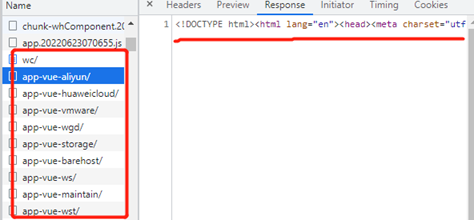 Name
Headers Preview Response Initiator Timing Cookies
chunk-whComponent.20
app.20220623070655.js
wc/
app-vue-aliyun/
app-vue-huaweicloud/
app-vue-vmware/
app-vue-wgd/
app-vue-storage/
app-vue-barehost/
app-vue-ws/
app-vue-maintain/
app-vue-wst/
1 <!DOCTYPE html><html lang="en"><head><meta charset="utf